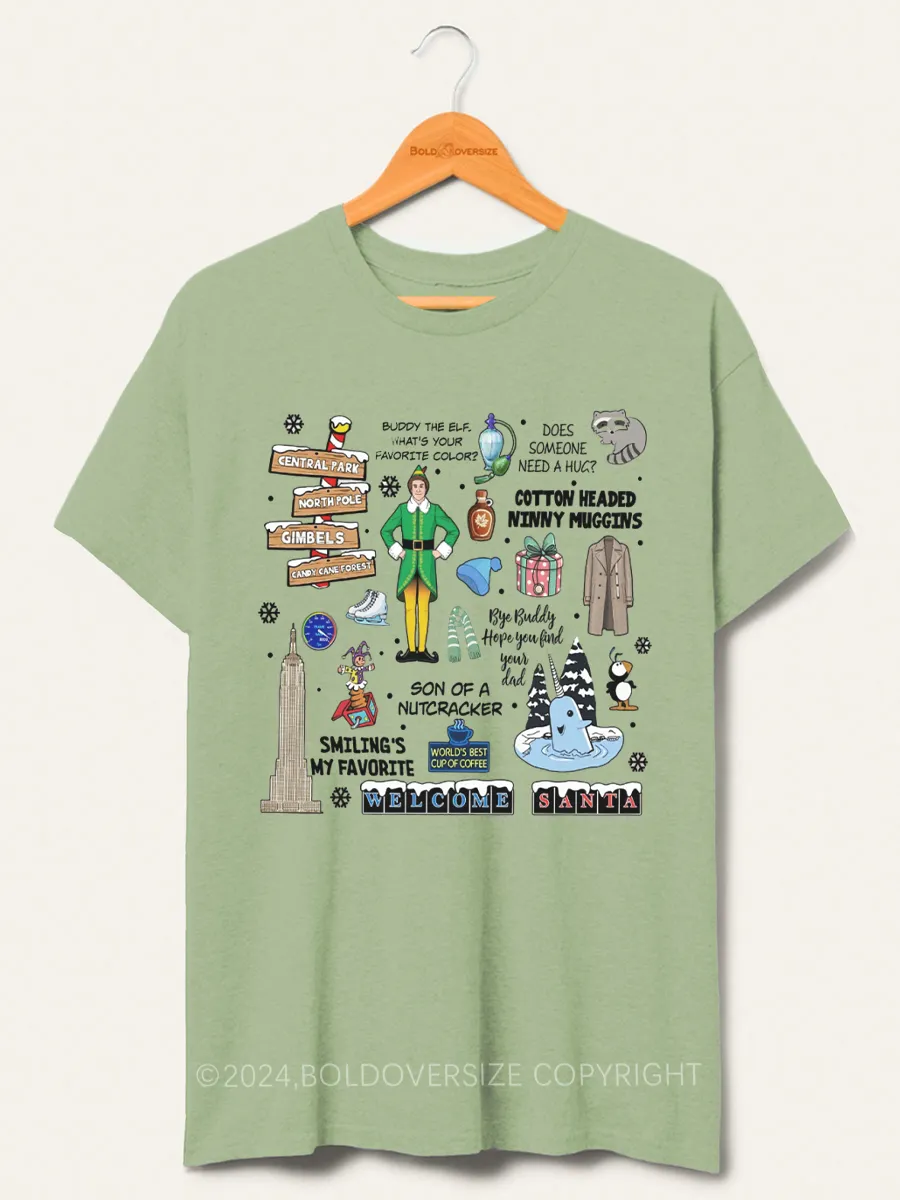 BOLD OVERSIZE
CENTRAL PARK
NORTH POLE
GIMBELS
CANDY CANE FOREST
BUDDY THE ELF.
WHAT'S YOUR
FAVORITE COLOR?
DOES
SOMEONE
NEED A HUG?
COTTON HEADED
NINNY MUGGINS
Bye Buddy
Hope you find
your
dad
SON OF A
NUTCRACKER
SMILING'S
MY FAVORITE
WORLD'S BEST
CUP OF COFFEE
WELCOME SANTA
©2024,BOLDOVERSIZE COPYRIGHT